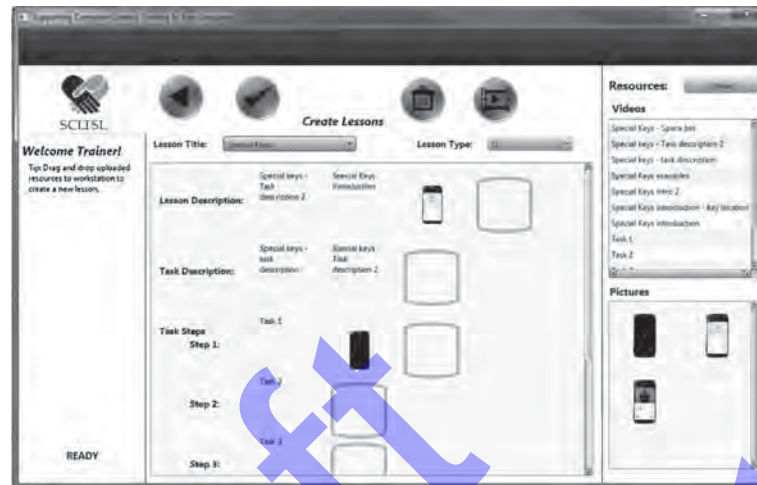 SCLTSL
Welcome Trainer!
Tip: Drag and drop uploaded
resources to workstation to
create a new lesson.
READY
Create Lessons
Lesson Title:
Special Keys
Lesson Type:
Lesson Description:
Special keys -
Task
description 2
Special Keys
Introduction
Task Description:
Special keys -
task
description
Special keys
Task
description 2
Task Steps
Step 1:
Task 1
Step 2:
Task 2
Step 3:
Task 3
Resources:
Videos
Special Keys - Space bar
Special keys - Task description 2
Special keys - task description
Special Keys examples
Special Keys intro 2
Special Keys introduction - key location
Special Keys introduction
Task 1
Task 2
Pictures
ft